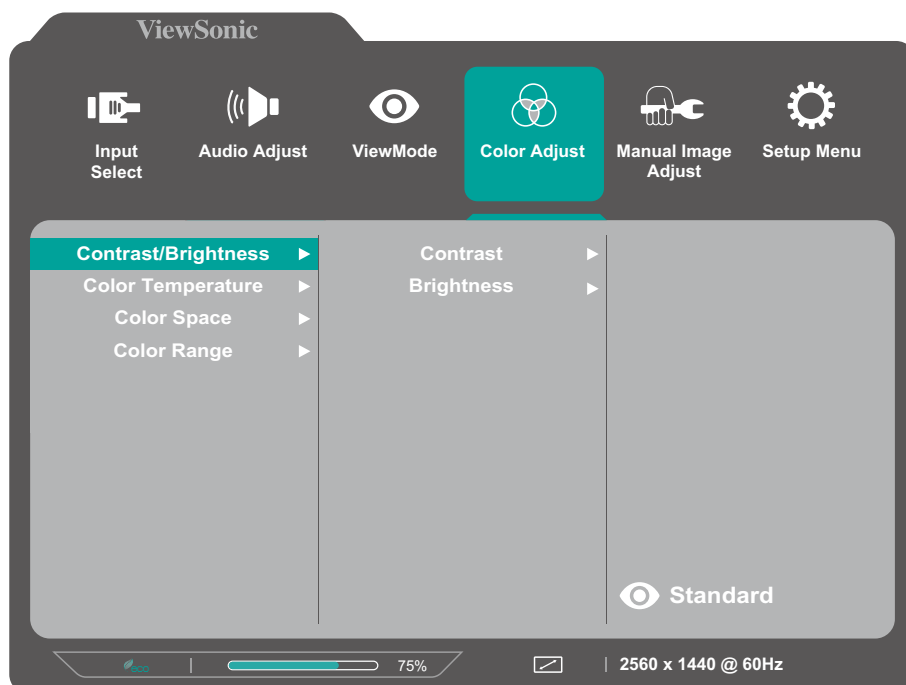 ViewSonic
Input
Select
Audio Adjust
ViewMode
Color Adjust
Manual Image
Adjust
Setup Menu
Contrast/Brightness
Color Temperature
Color Space
Color Range
Contrast
Brightness
Standard
eco
75%
2560 x 1440 @ 60Hz